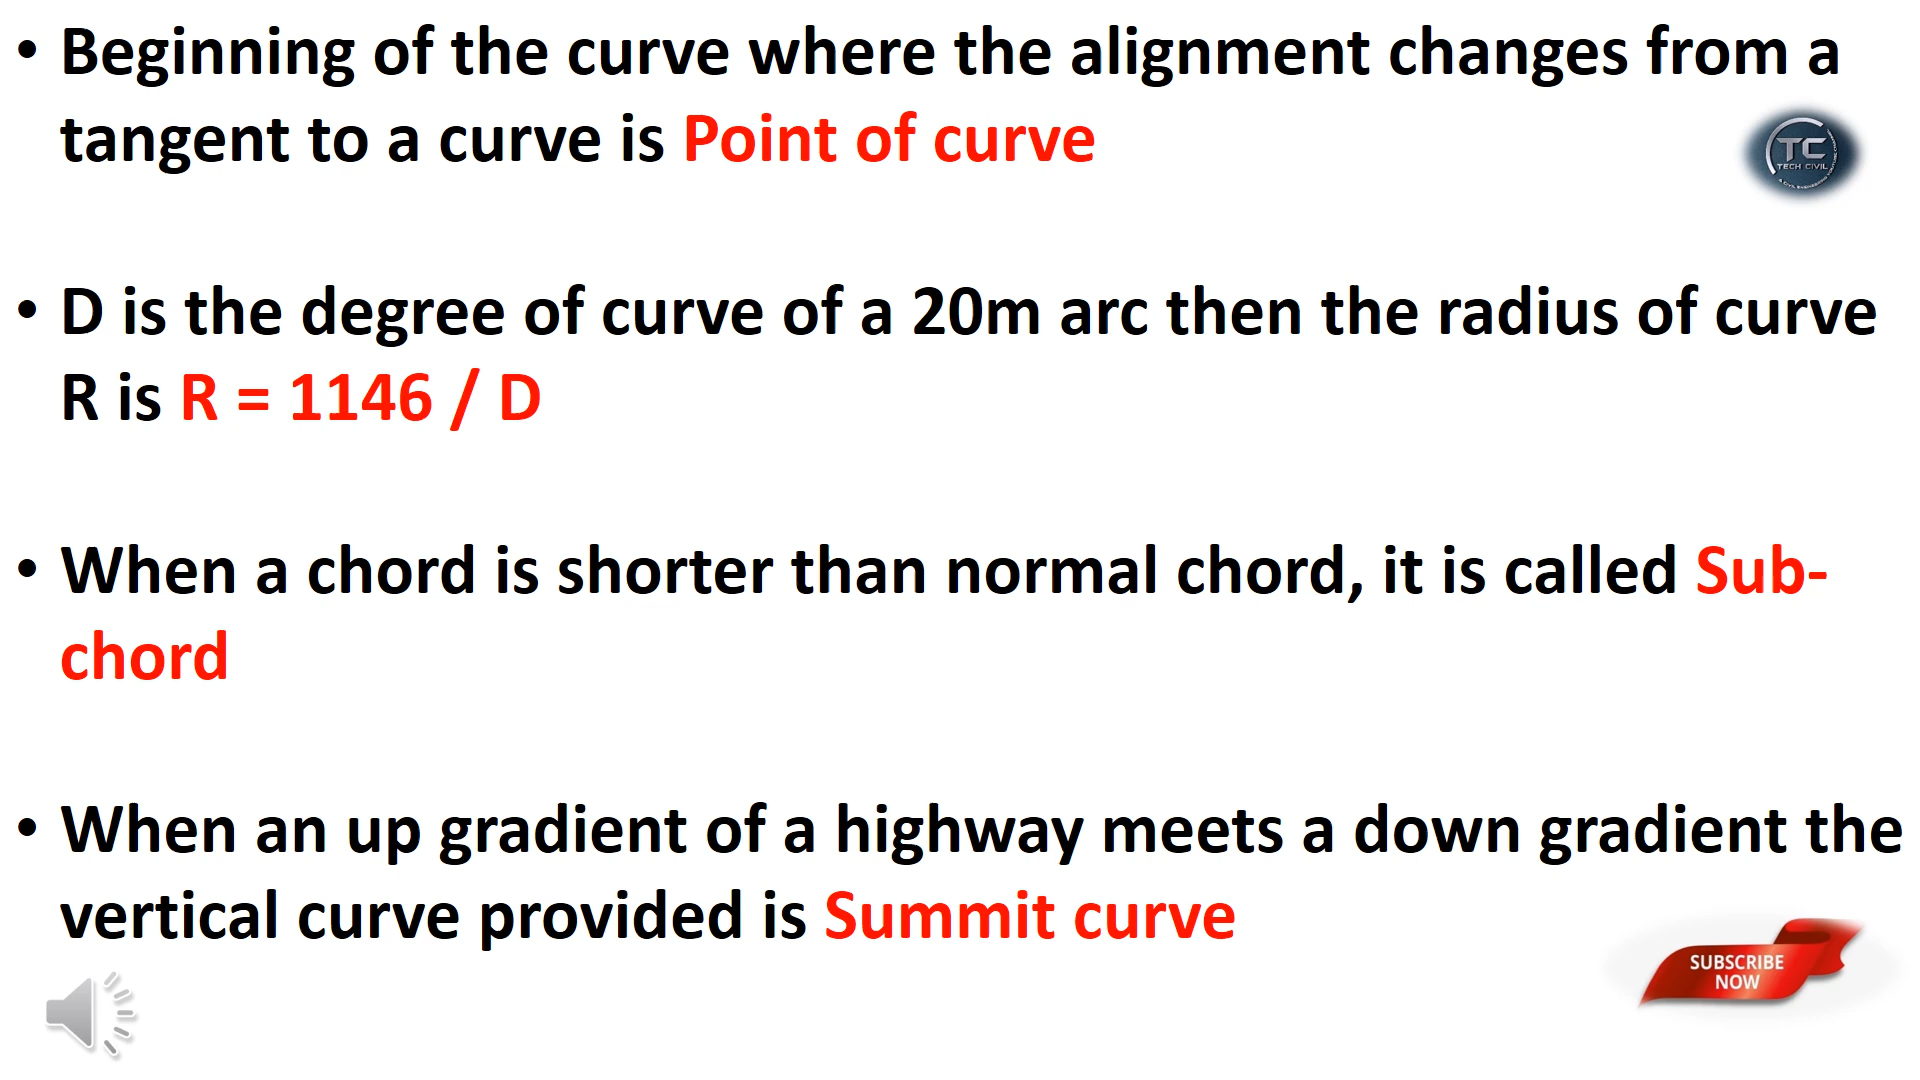 • Beginning of the curve where the alignment changes from a
tangent to a curve is Point of curve
TC
TECH CIVIL
• D is the degree of curve of a 20m arc then the radius of curve
R is R = 1146 / D
• When a chord is shorter than normal chord, it is called Sub-
chord
• When an up gradient of a highway meets a down gradient the
vertical curve provided is Summit curve
SUBSCRIBE
NOW